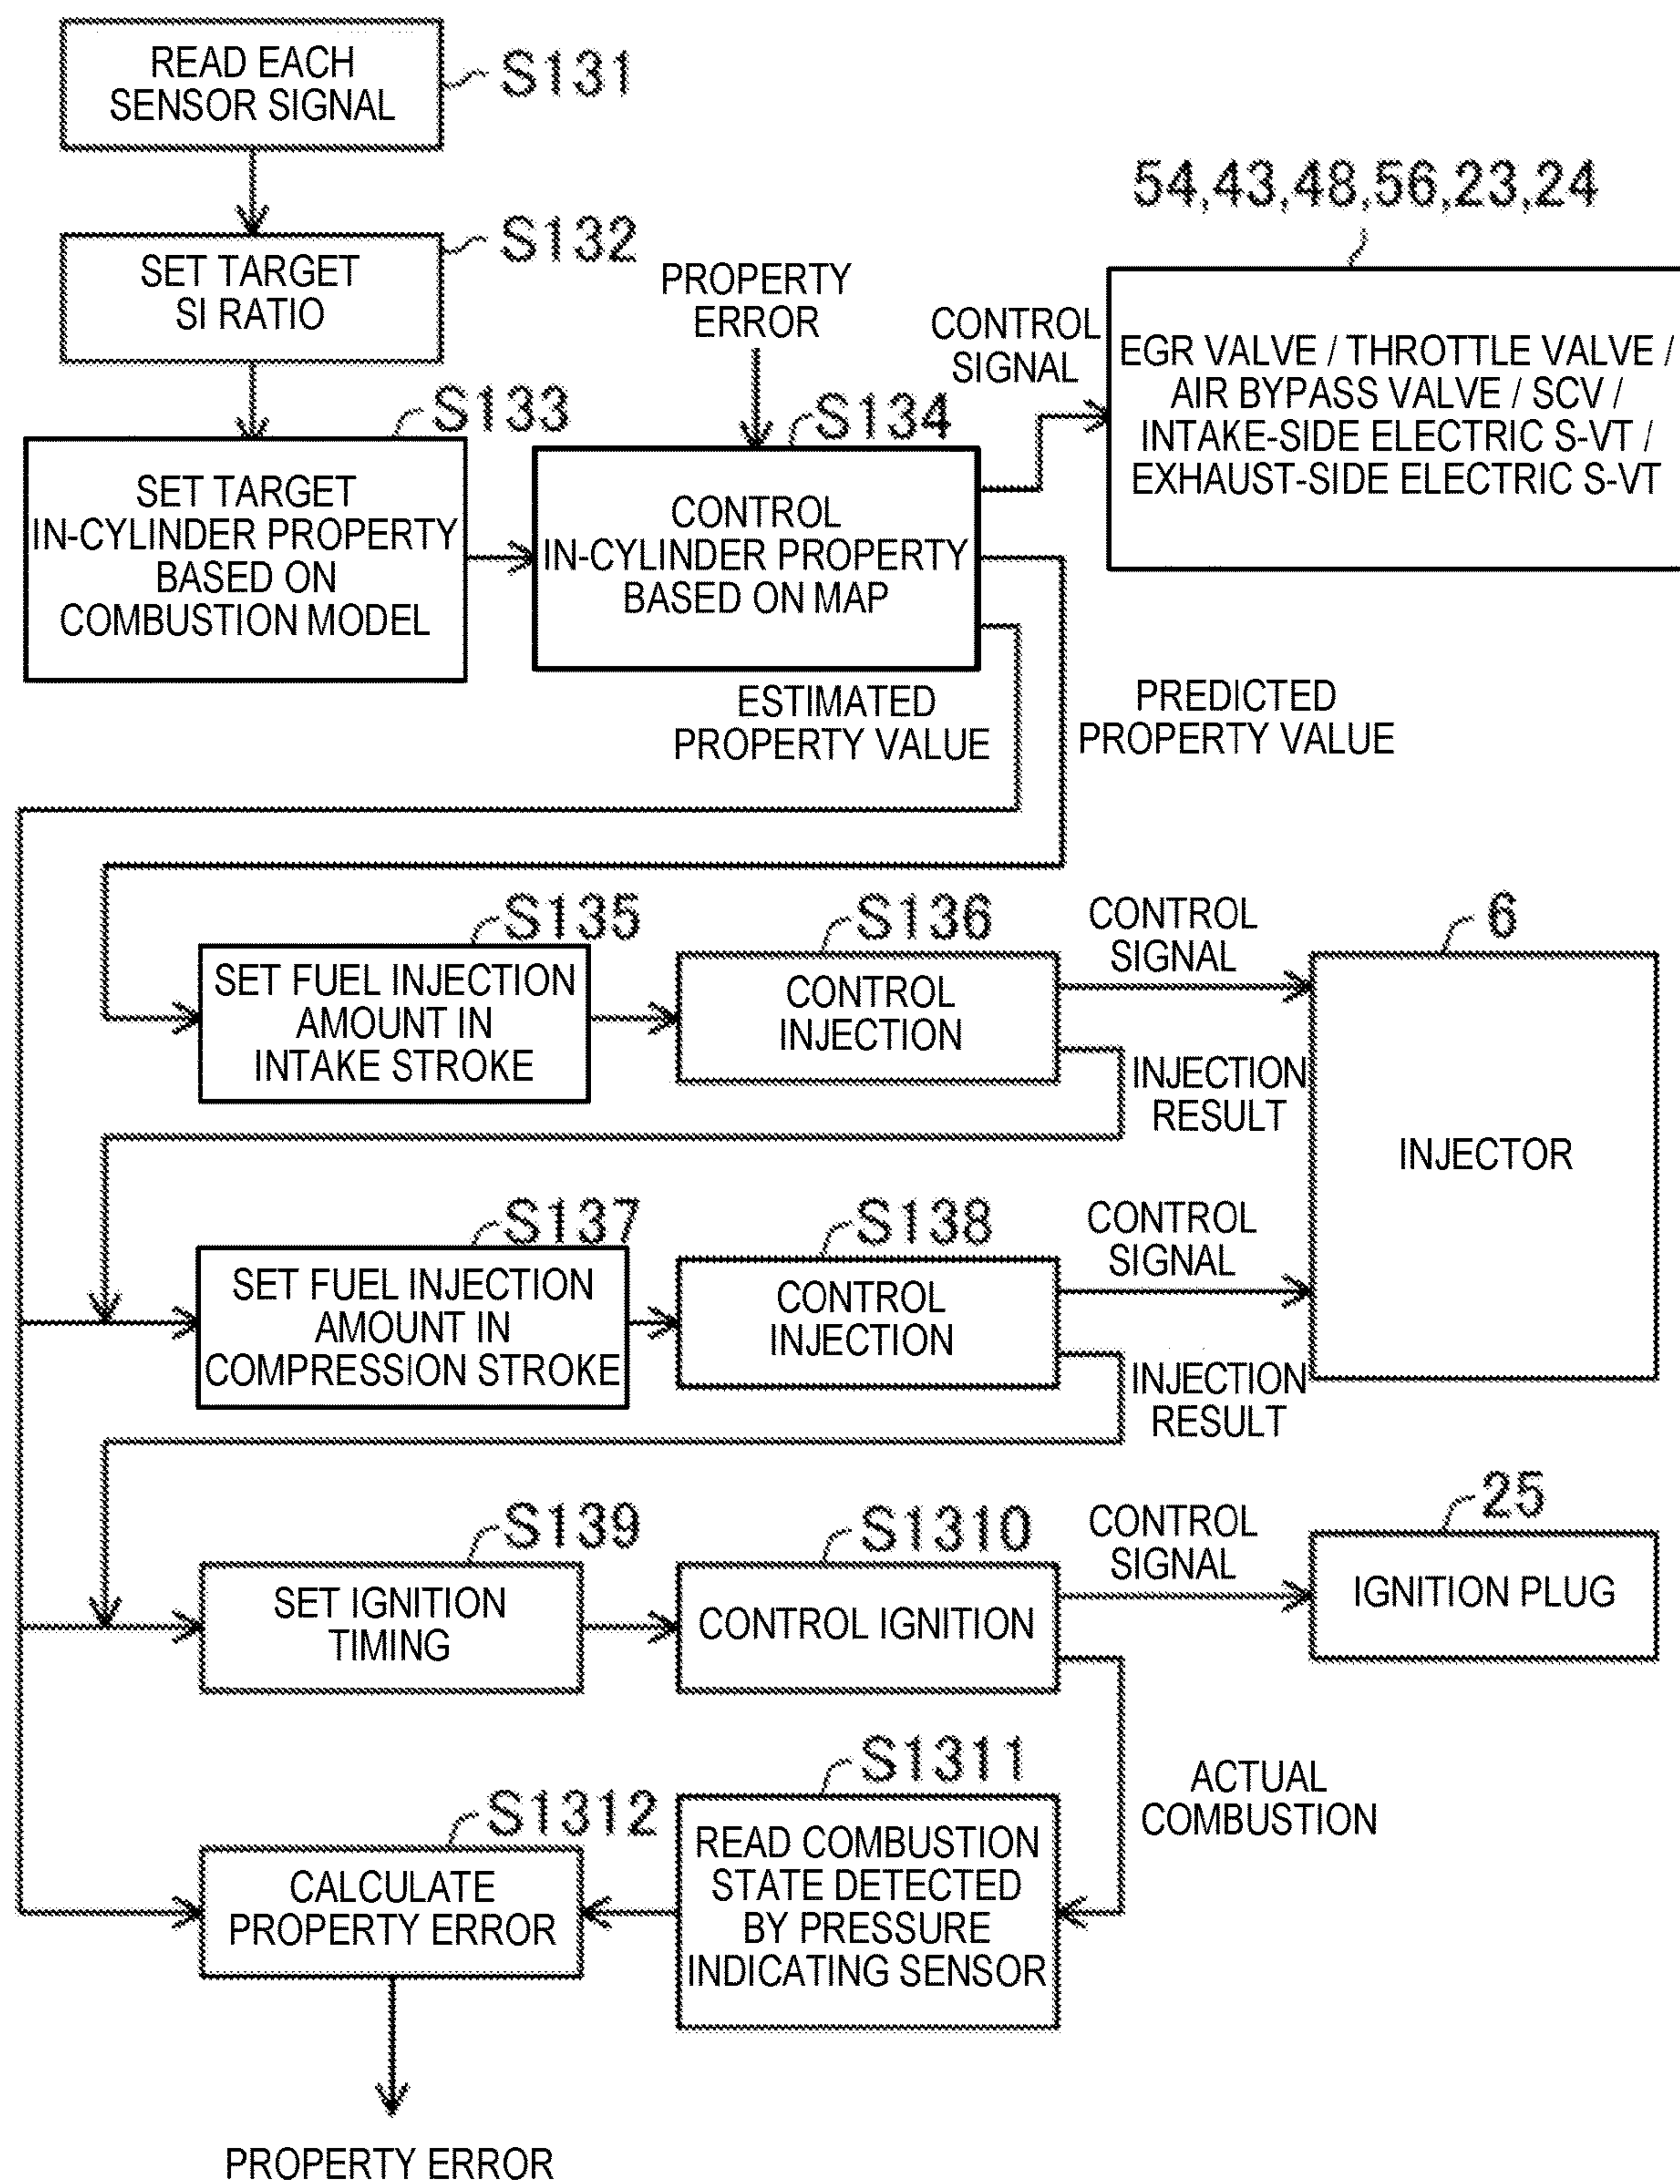 READ EACH
SENSOR SIGNAL
S131
SET TARGET
SI RATIO
S132
SET TARGET
IN-CYLINDER PROPERTY
BASED ON
COMBUSTION MODEL
S133
PROPERTY
ERROR
CONTROL
IN-CYLINDER PROPERTY
BASED ON MAP
S134
CONTROL
SIGNAL
54,43,48,56,23,24
EGR VALVE / THROTTLE VALVE /
AIR BYPASS VALVE / SCV /
INTAKE-SIDE ELECTRIC S-VT /
EXHAUST-SIDE ELECTRIC S-VT
ESTIMATED
PROPERTY VALUE
PREDICTED
PROPERTY VALUE
S135
SET FUEL INJECTION
AMOUNT IN
INTAKE STROKE
S136
CONTROL
INJECTION
CONTROL
SIGNAL
INJECTION
RESULT
6
INJECTOR
S137
SET FUEL INJECTION
AMOUNT IN
COMPRESSION STROKE
S138
CONTROL
INJECTION
CONTROL
SIGNAL
INJECTION
RESULT
S139
SET IGNITION
TIMING
S1310
CONTROL IGNITION
CONTROL
SIGNAL
25
IGNITION PLUG
ACTUAL
COMBUSTION
S1311
READ COMBUSTION
STATE DETECTED
BY PRESSURE
INDICATING SENSOR
S1312
CALCULATE
PROPERTY ERROR
PROPERTY ERROR